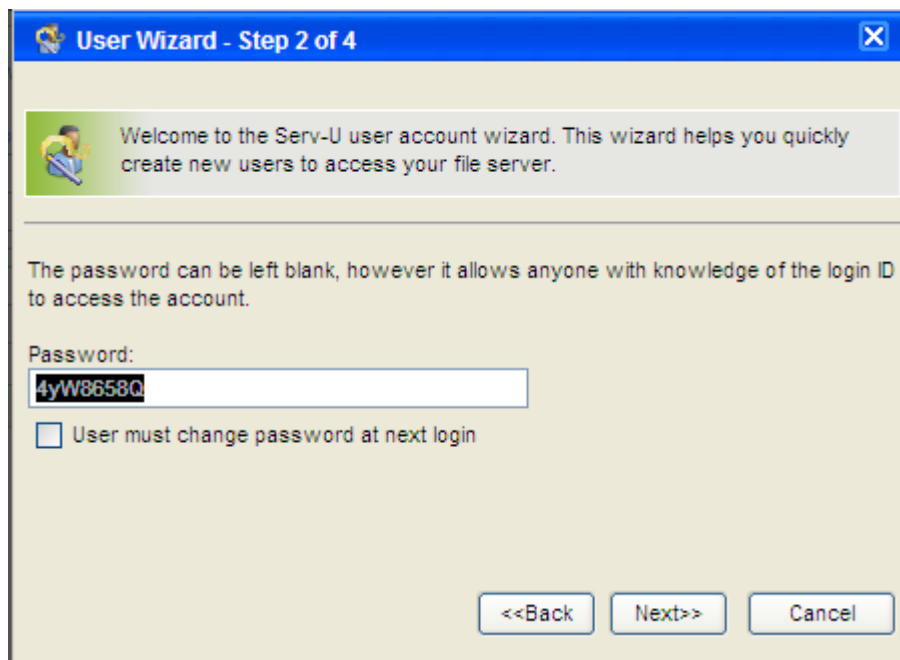 User Wizard - Step 2 of 4
Welcome to the Serv-U user account wizard. This wizard helps you quickly
create new users to access your file server.
The password can be left blank, however it allows anyone with knowledge of the login ID
to access the account.
Password:
4yW8658Q
User must change password at next login
<<Back Next>> Cancel